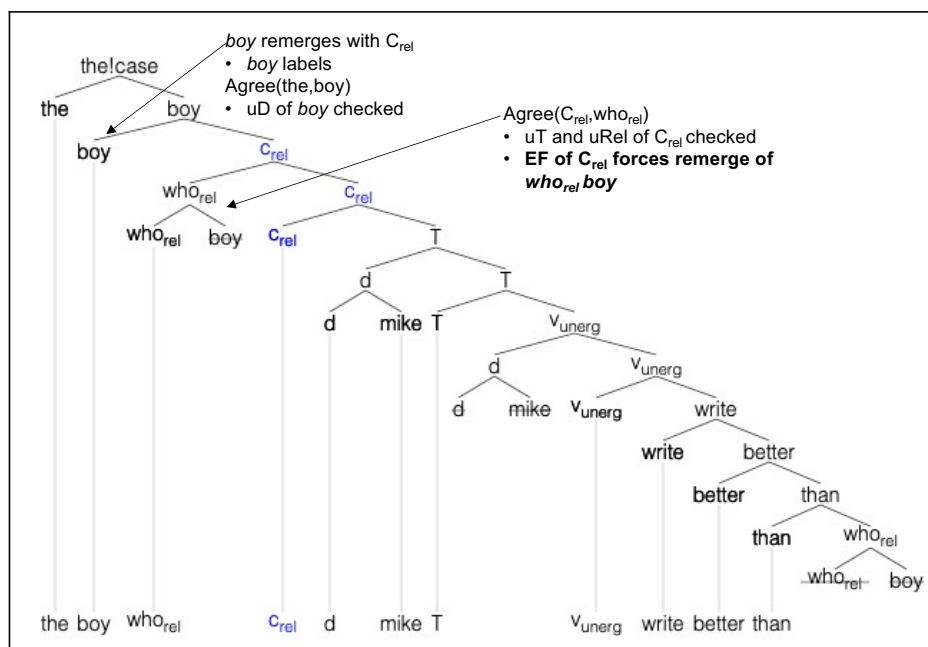 boy remerges with Crel
• boy labels
Agree(the,boy)
• uD of boy checked
Agree(Crel,whorel)
• uT and uRel of Crel checked
• EF of Crel forces remerge of
whorel boy
the!case
the boy
boy crel
whorel crel
whorel boy crel T
d T
d mike T vunerg
d vunerg
d mike vunerg write
write better
better than
than whorel
whorel boy
the boy whorel crel d mike T vunerg write better than